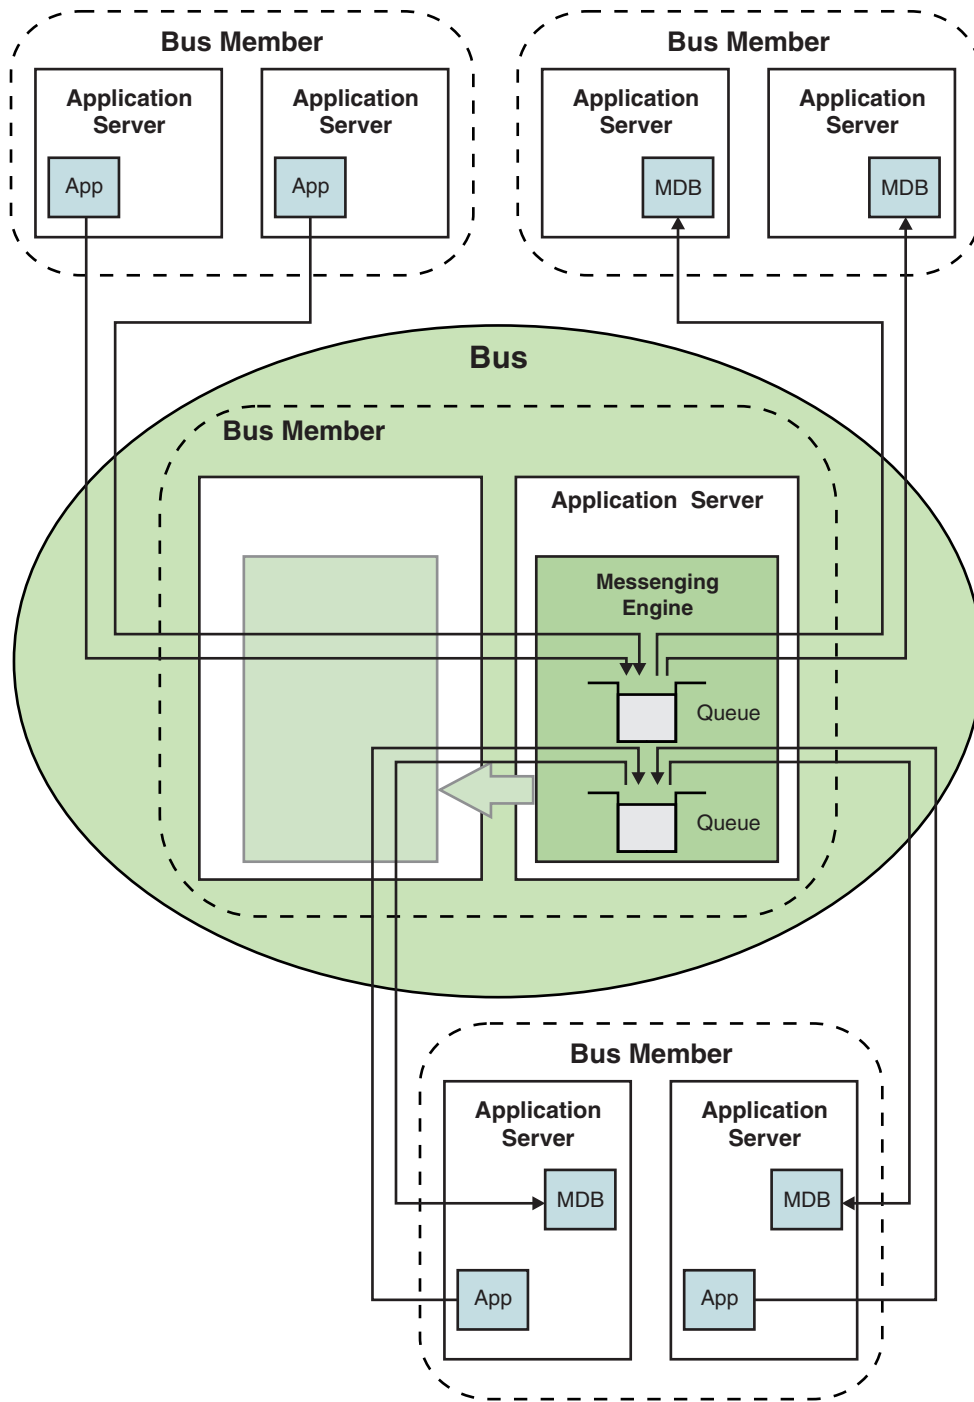 Bus Member
Application
Server
App
Application
Server
App
Bus Member
Application
Server
MDB
Application
Server
MDB
Bus
Bus Member
Application Server
Messenging
Engine
Queue
Queue
Bus Member
Application
Server
MDB
App
Application
Server
MDB
App